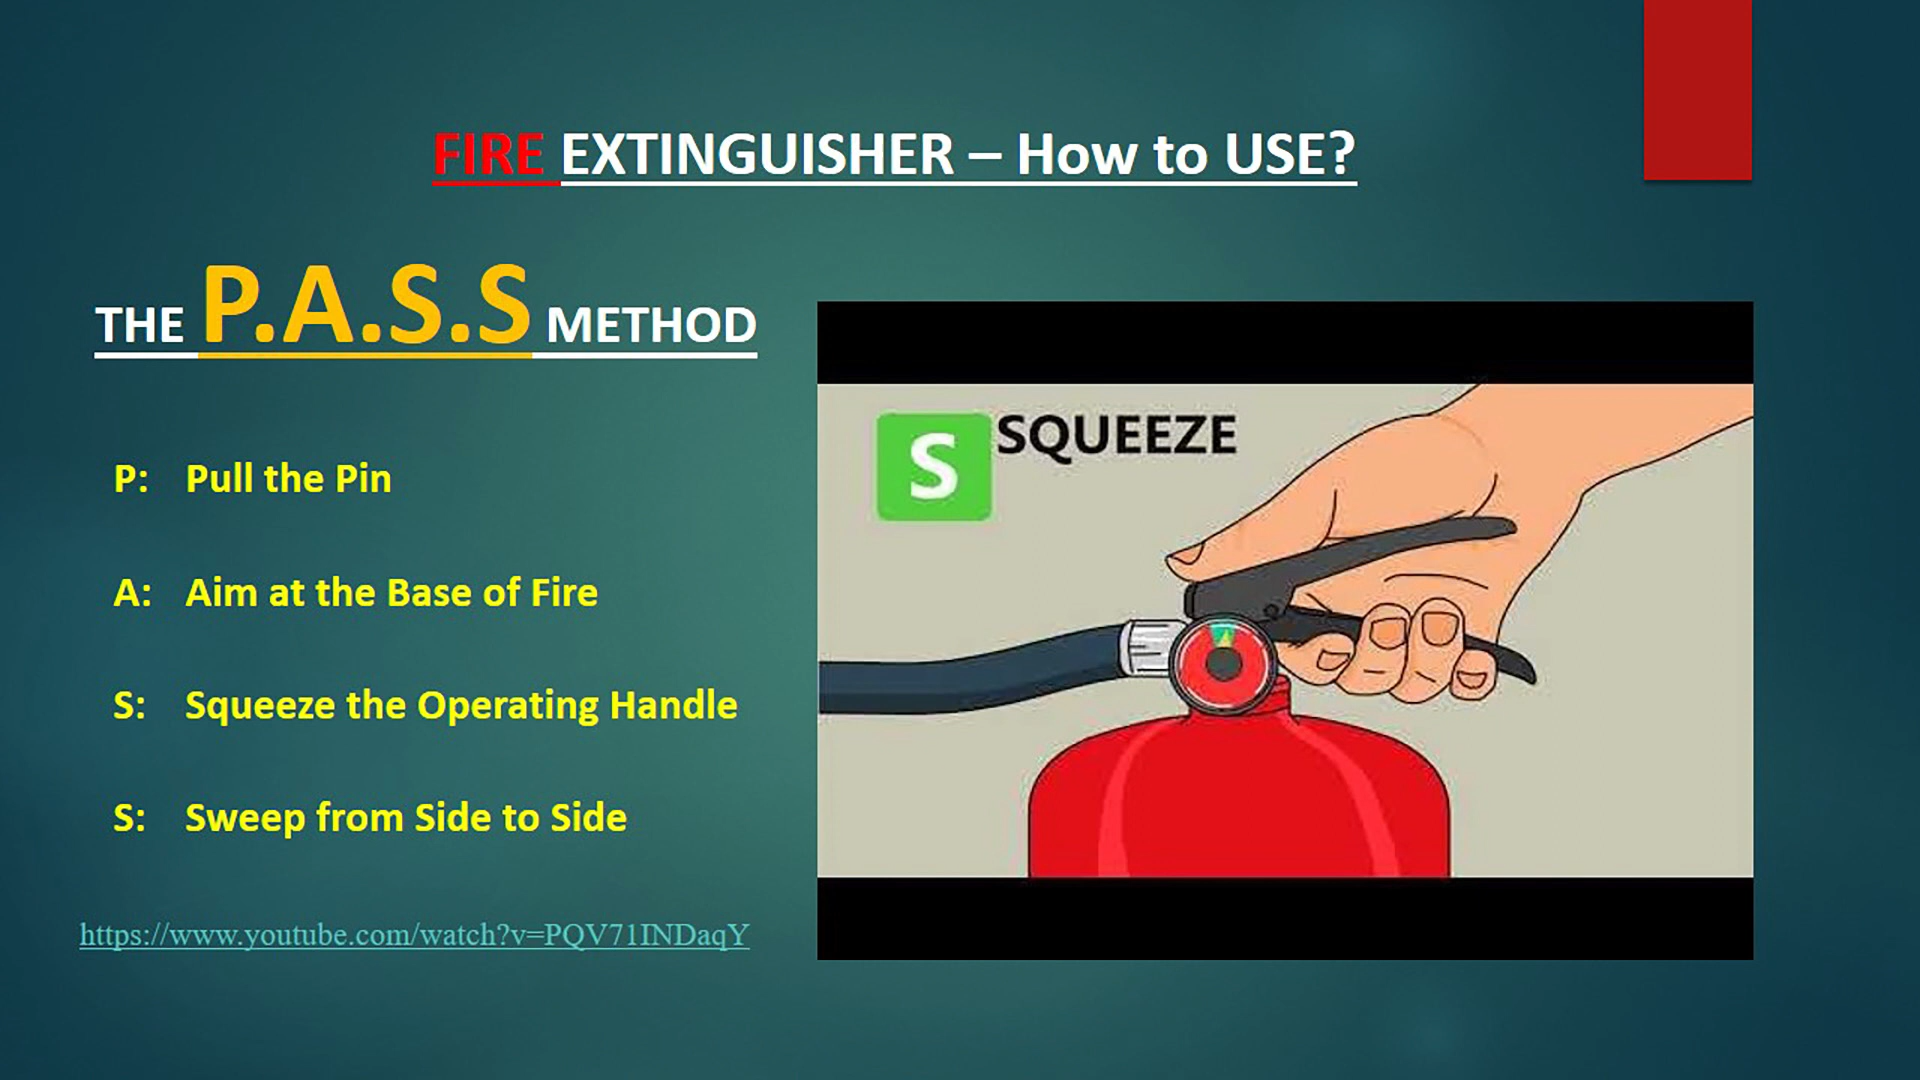 FIRE EXTINGUISHER – How to USE?
THE P.A.S.S METHOD
P: Pull the Pin
A: Aim at the Base of Fire
S: Squeeze the Operating Handle
S: Sweep from Side to Side
https://www.youtube.com/watch?v=PQV71INDaqY
S SQUEEZE